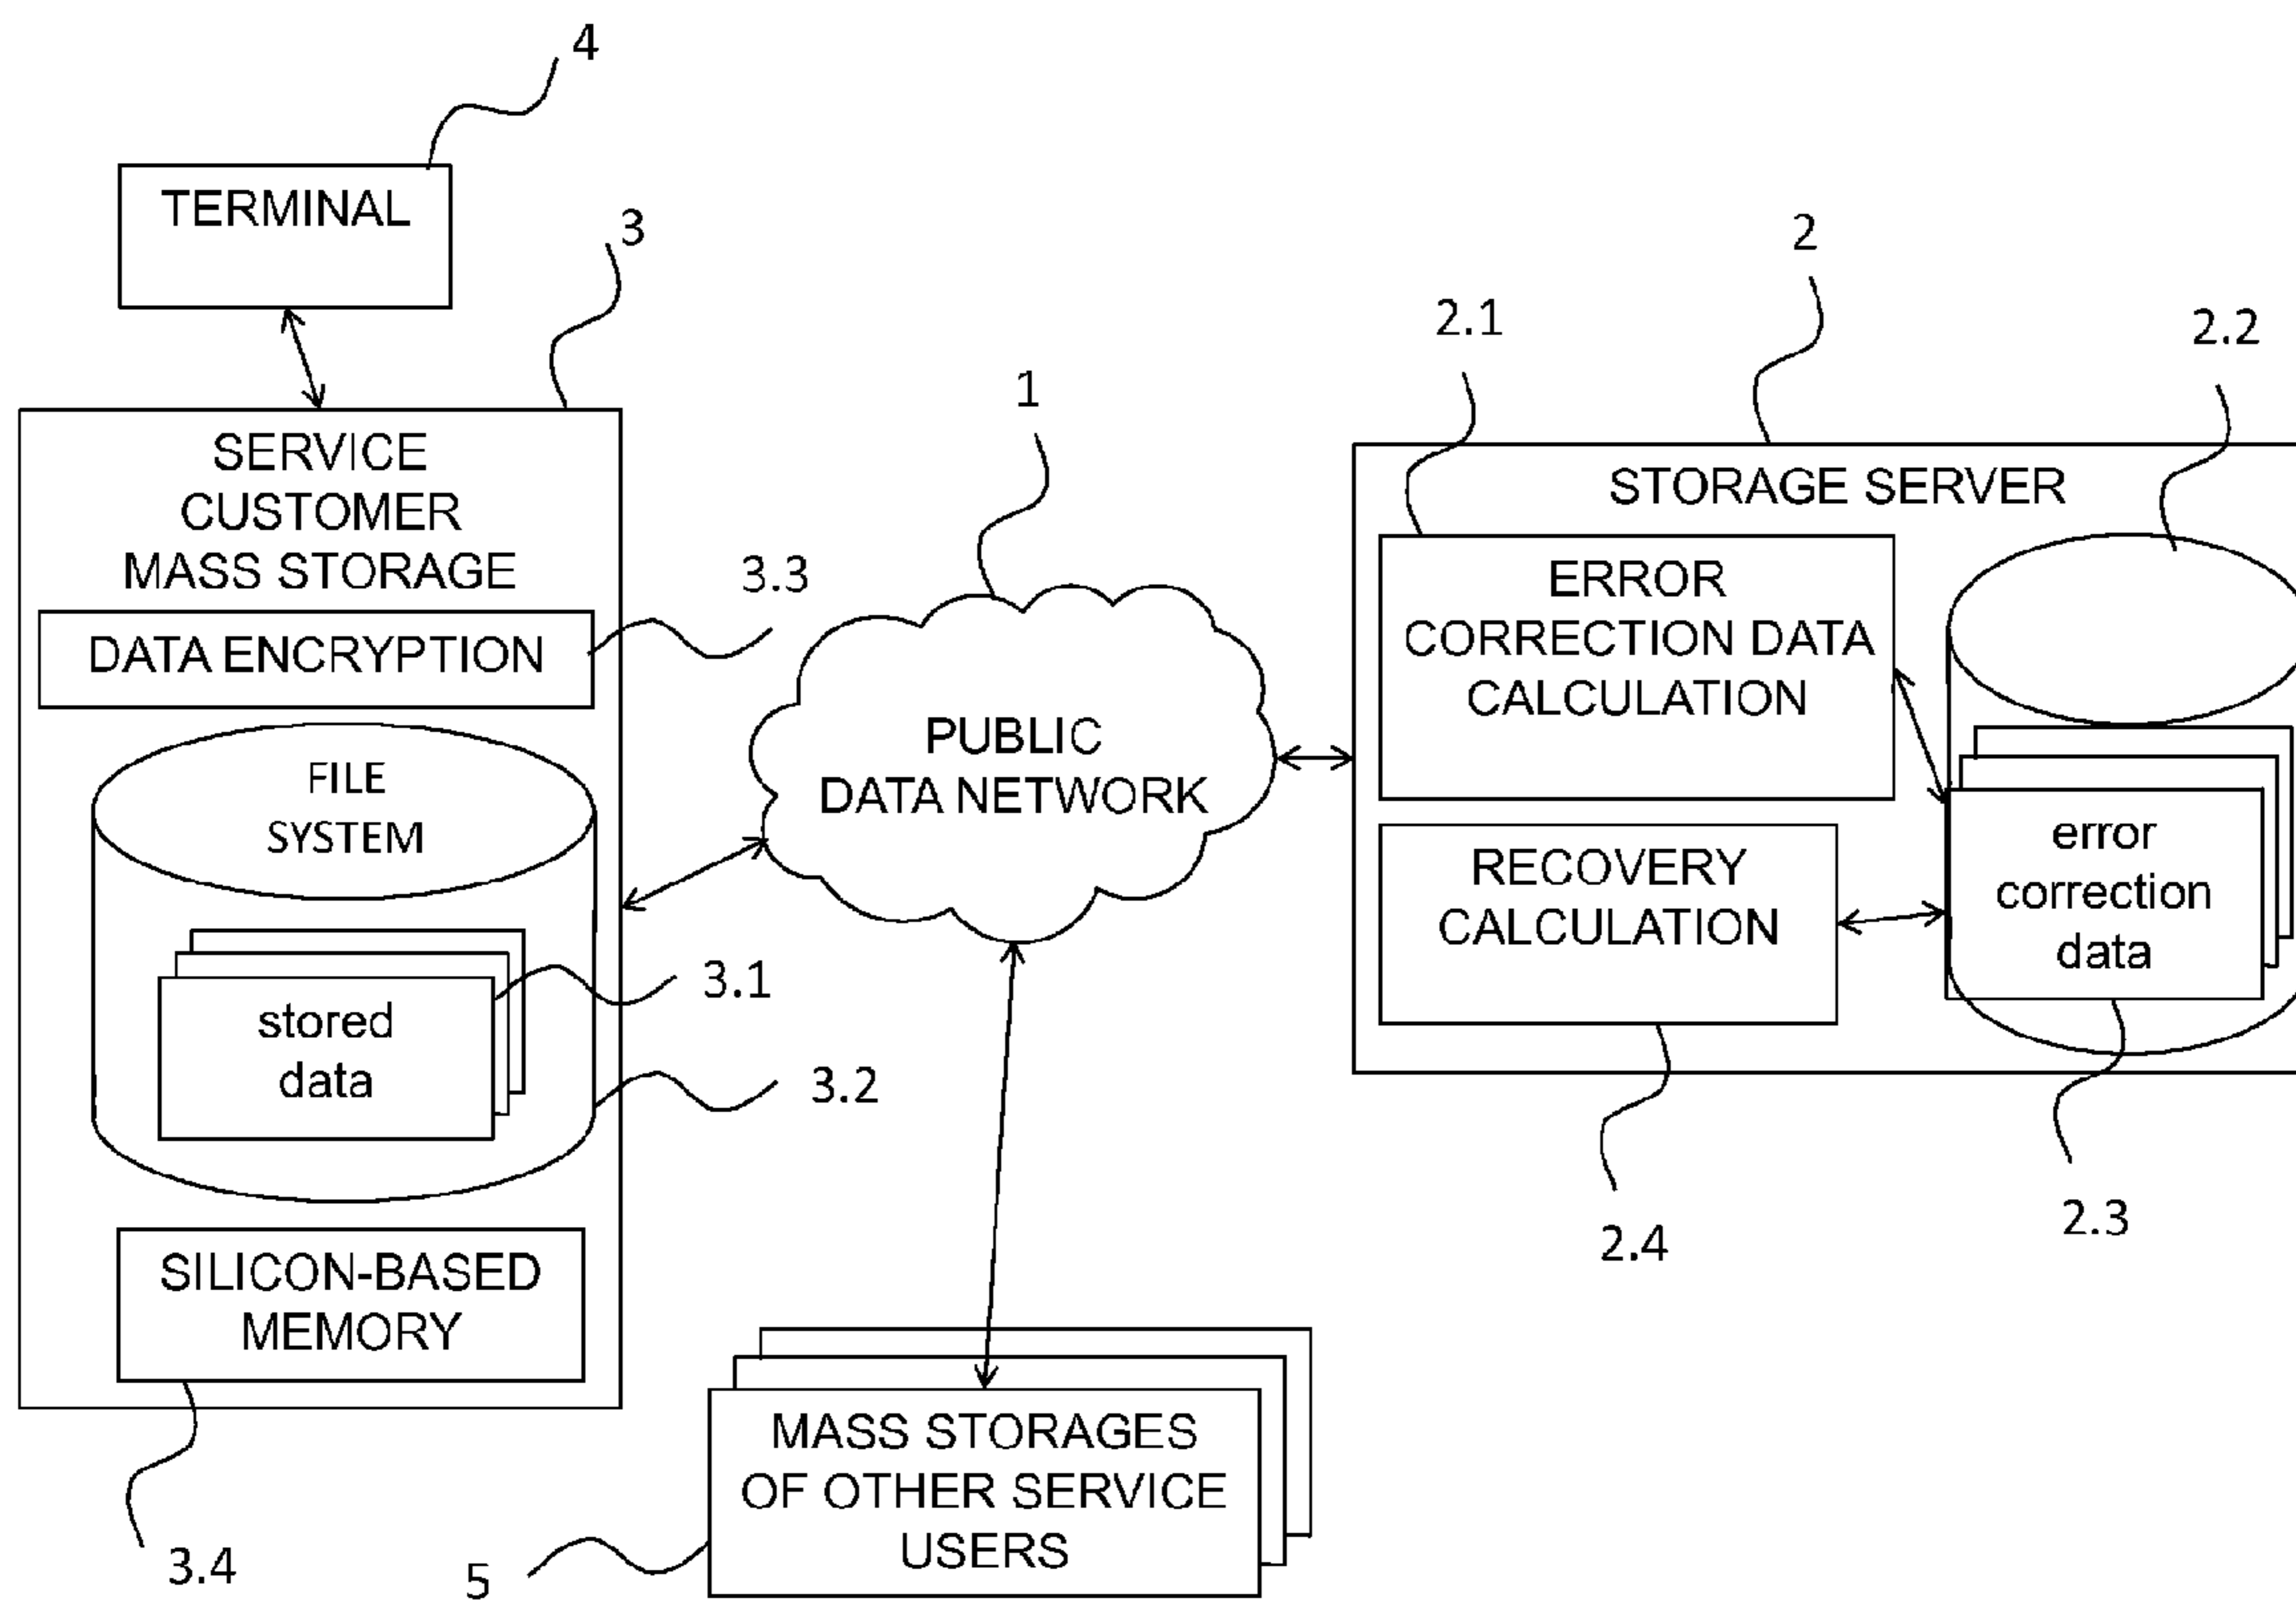 4
TERMINAL
3
SERVICE
CUSTOMER
MASS STORAGE
3.3
DATA ENCRYPTION
FILE
SYSTEM
3.1
stored
data
3.2
SILICON-BASED
MEMORY
3.4
1
PUBLIC
DATA NETWORK
MASS STORAGES
OF OTHER SERVICE
USERS
5
2
2.1
2.2
STORAGE SERVER
ERROR
CORRECTION DATA
CALCULATION
RECOVERY
CALCULATION
error
correction
data
2.4
2.3